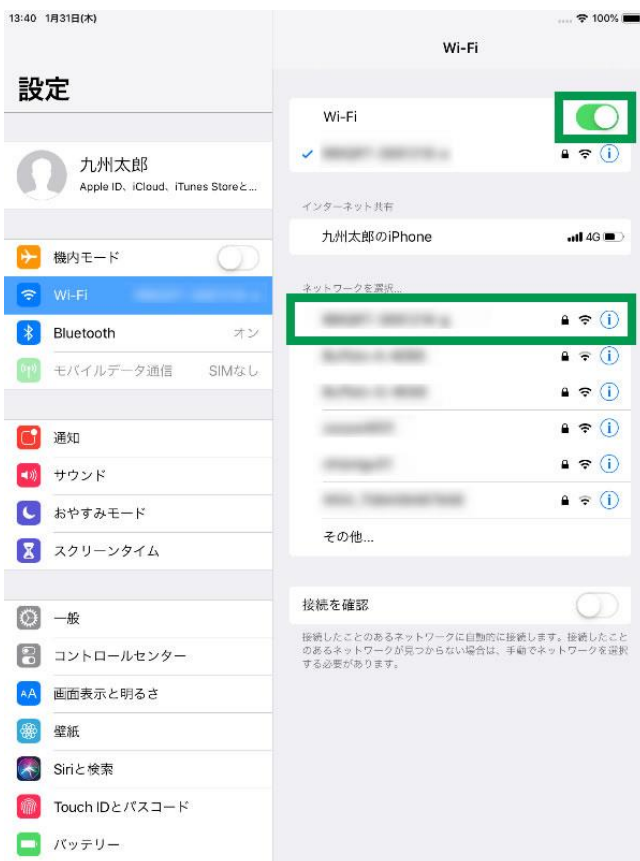 13:40 1月31日(木)
100%
設定
九州太郎
Apple ID、iCloud、iTunes Storeと...
機内モード
Wi-Fi
Bluetooth
オン
モバイルデータ通信
SIMなし
通知
サウンド
おやすみモード
スクリーンタイム
一般
コントロールセンター
AA 画面表示と明るさ
壁紙
Siriと検索
Touch IDとパスコード
バッテリー
Wi-Fi
Wi-Fi
インターネット共有
九州太郎のiPhone
4G
ネットワークを選択...
その他...
接続を確認
接続したことのあるネットワークに自動的に接続します。接続したこと
のあるネットワークが見つからない場合は、手動でネットワークを選択
する必要があります。